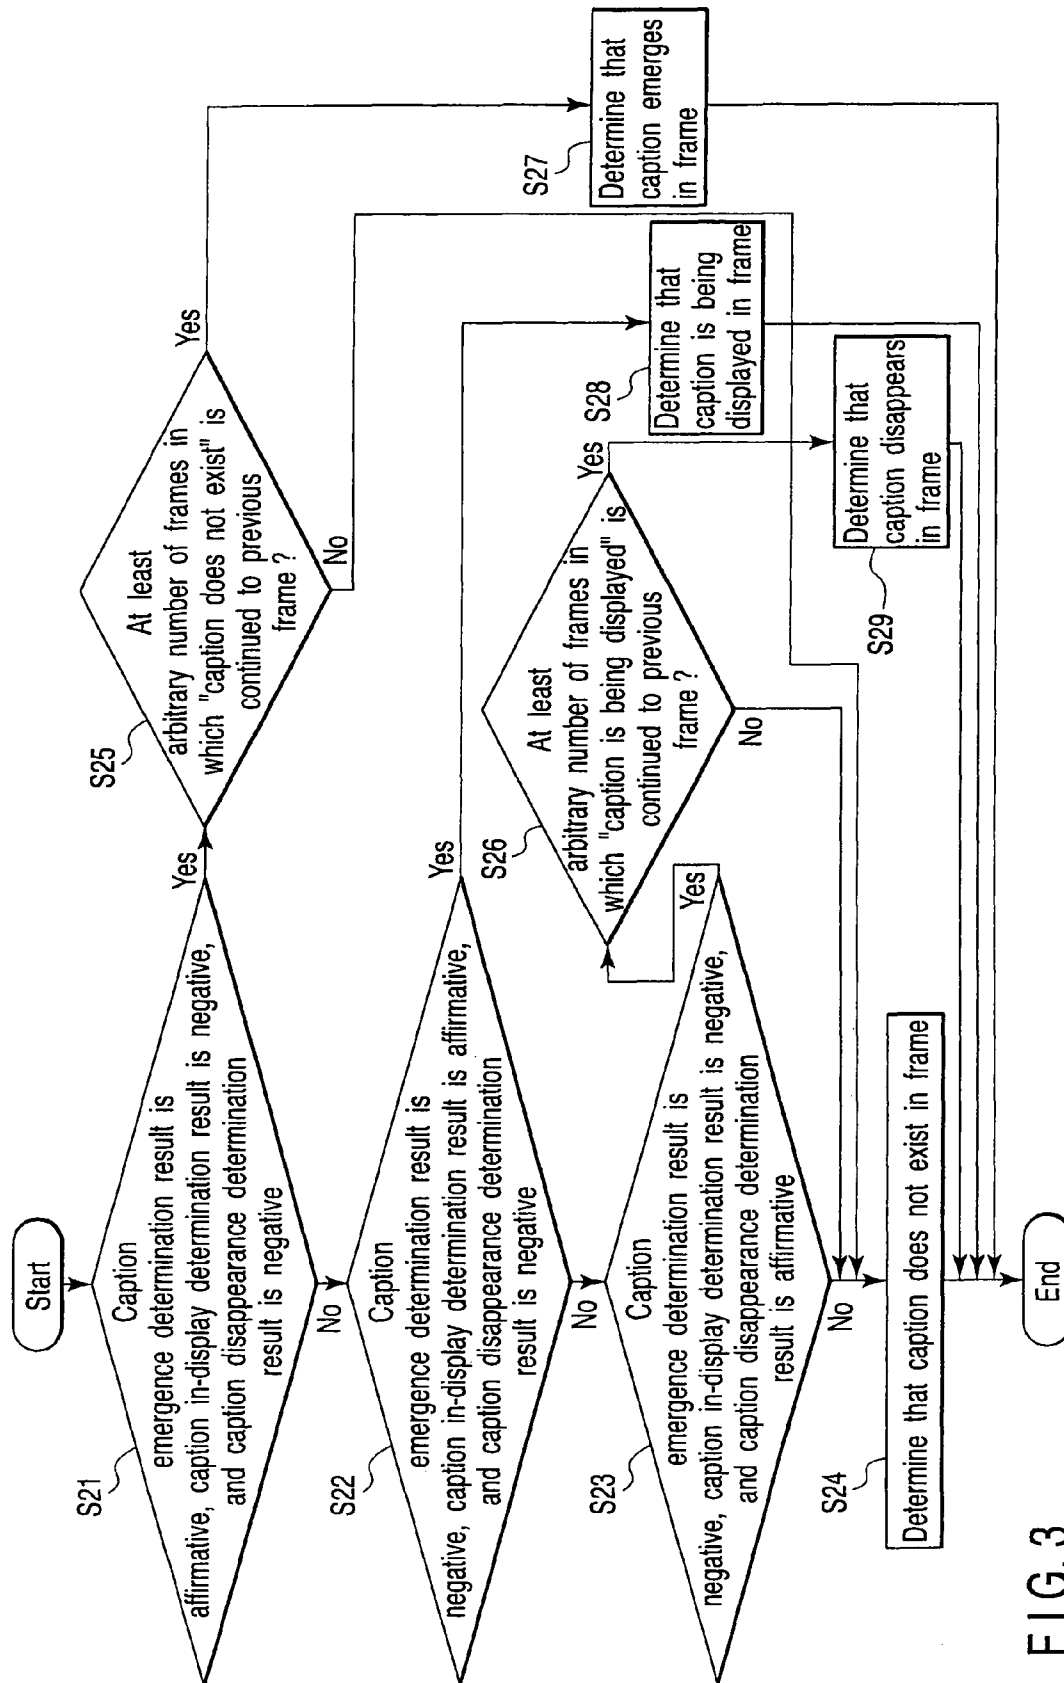 Start
S21
Caption
emergence determination result is
affirmative, caption in-display determination result is negative,
and caption disappearance determination
result is negative
Yes
No
S25
At least
arbitrary number of frames in
which "caption does not exist" is
continued to previous
frame ?
Yes
No
S22
Caption
emergence determination result is
negative, caption in-display determination result is affirmative,
and caption disappearance determination
result is negative
Yes
No
S23
Caption
emergence determination result is
negative, caption in-display determination result is negative,
and caption disappearance determination
result is affirmative
Yes
No
S26
At least
arbitrary number of frames in
which "caption is being displayed" is
continued to previous
frame ?
Yes
No
S27
Determine that
caption emerges
in frame
S28
Determine that
caption is being
displayed in frame
S29
Determine that
caption disappears
in frame
S24
Determine that caption does not exist in frame
End
FIG. 3